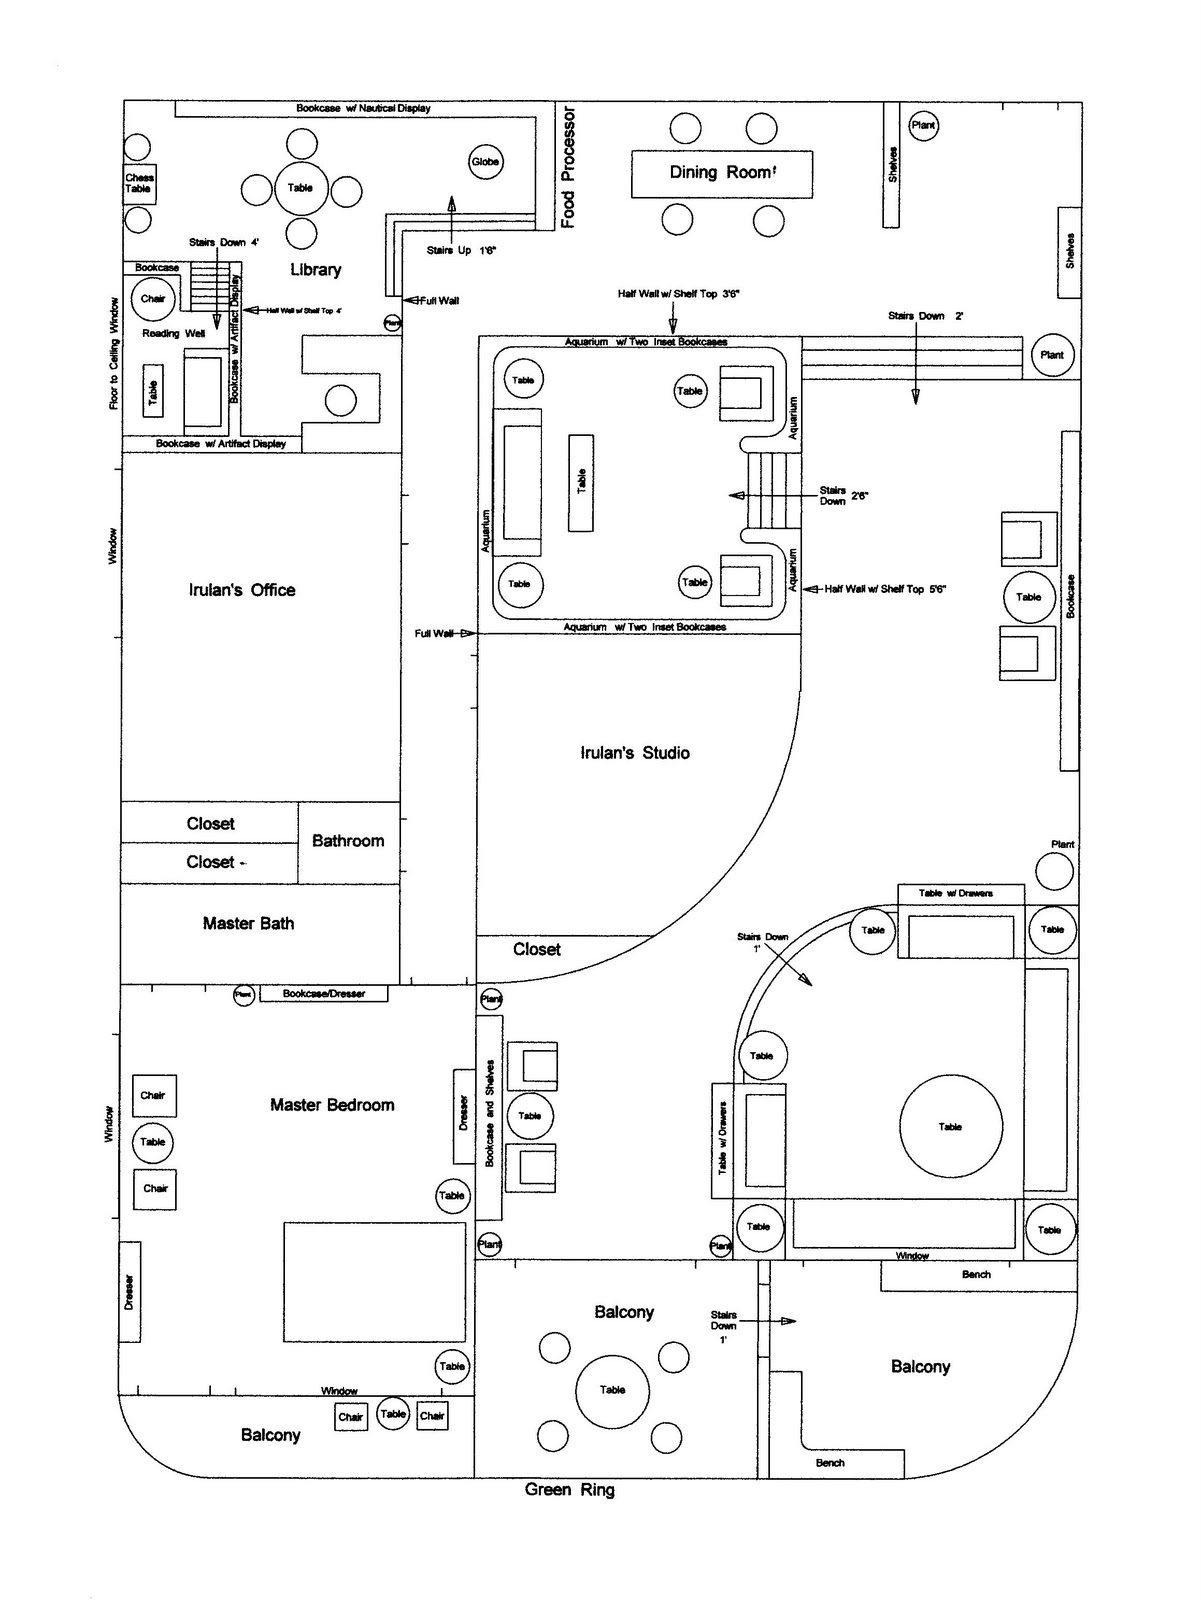 Bookcase w/ Nautical Display
Food Processor
Plant
Globe
Dining Room
Shelves
Chess
Table
Table
Shelves
Stairs Down 4'
Stairs Up 1'6"
Library
Bookcase
Chair
Floor to Ceiling Window
Reading Well
Bookcase w/ Artifact Display
Half Wall w/ Shelf Top 4'
Full Wall
Plant
Half Wall w/ Shelf Top 3'6"
Stairs Down 2'
Plant
Table
Bookcase w/ Artifact Display
Aquarium w/ Two Inset Bookcases
Table
Table
Aquarium
Table
Aquarium
Stairs
Down 2'6"
Window
Irulan's Office
Table
Table
Aquarium
Half Wall w/ Shelf Top 5'6"
Table
Bookcase
Aquarium w/ Two Inset Bookcases
Full Wall
Irulan's Studio
Closet
Bathroom
Closet
Plant
Master Bath
Table w/ Drawers
Closet
Stairs Down
1'
Table
Table
Plant
Bookcase/Dresser
Plant
Table
Window
Chair
Master Bedroom
Dresser
Bookcase and Shelves
Table
Table w/ Drawers
Table
Table
Chair
Table
Table
Table
Plant
Plant
Window
Bench
Dresser
Balcony
Stairs
Down
1'
Balcony
Table
Window
Table
Chair
Table
Chair
Balcony
Bench
Green Ring